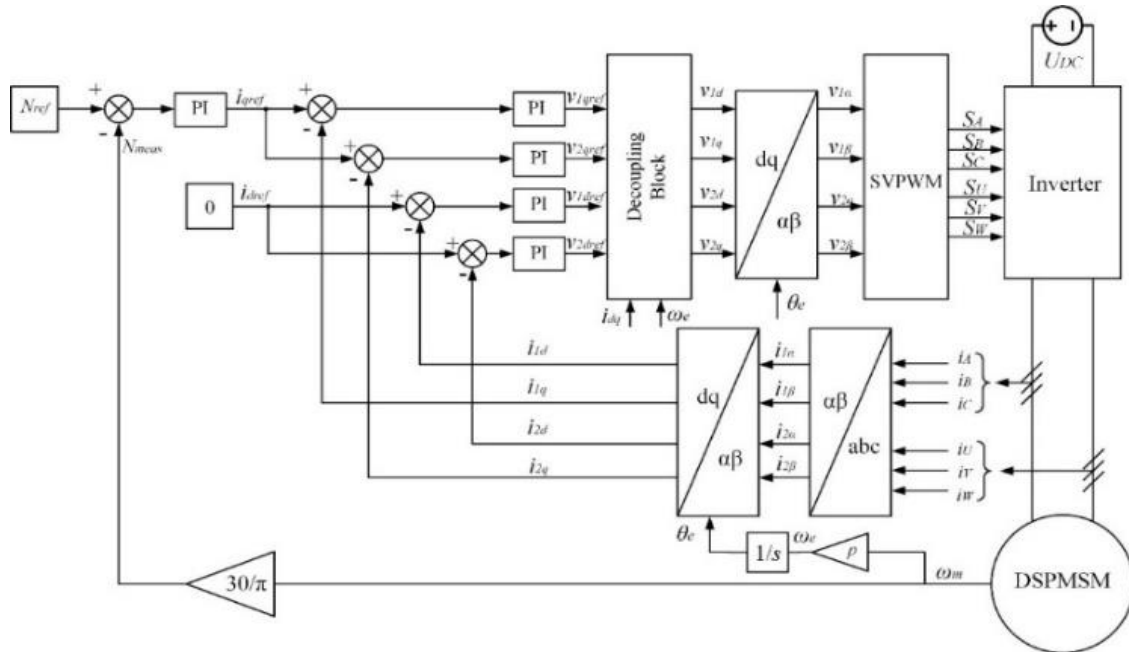 + -
UDC
Nref
+
-
PI
iqref
+
-
PI
v1qref
Nmeas
+
-
PI
v2qref
0
idref
+
-
PI
v1dref
+
-
PI
v2dref
Decoupling
Block
idq
ωe
v1d
v1q
v2d
v2q
dq
αβ
θe
v1α
v1β
v2α
v2β
SVPWM
SA
SB
SC
SU
SV
SW
Inverter
i1d
i1q
i2d
i2q
dq
αβ
θe
i1α
i1β
i2α
i2β
αβ
abc
iA
iB
iC
iU
iV
iW
1/s
ωe
p
30/π
ωm
DSPMSM